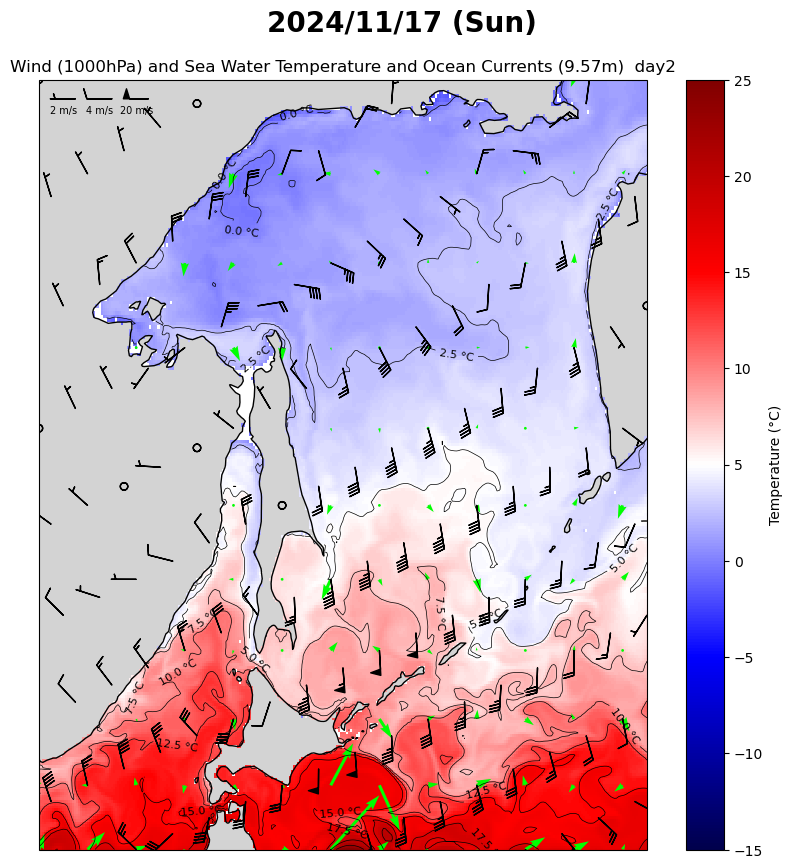 2024/11/17 (Sun)
Wind (1000hPa) and Sea Water Temperature and Ocean Currents (9.57m)  day2
2 m/s 4 m/s 20 m/s
0.0 °C
0.0 °C
2.5 °C
0.0 °C
2.5 °C
2.5 °C
5.0 °C
7.5 °C
5.0 °C
7.5 °C
5.0 °C
10.0 °C
7.5 °C
10.0 °C
12.5 °C
12.5 °C
15.0 °C
15.0 °C
12.5
17.5
25
20
15
10
5
0
−5
−10
−15
Temperature (°C)